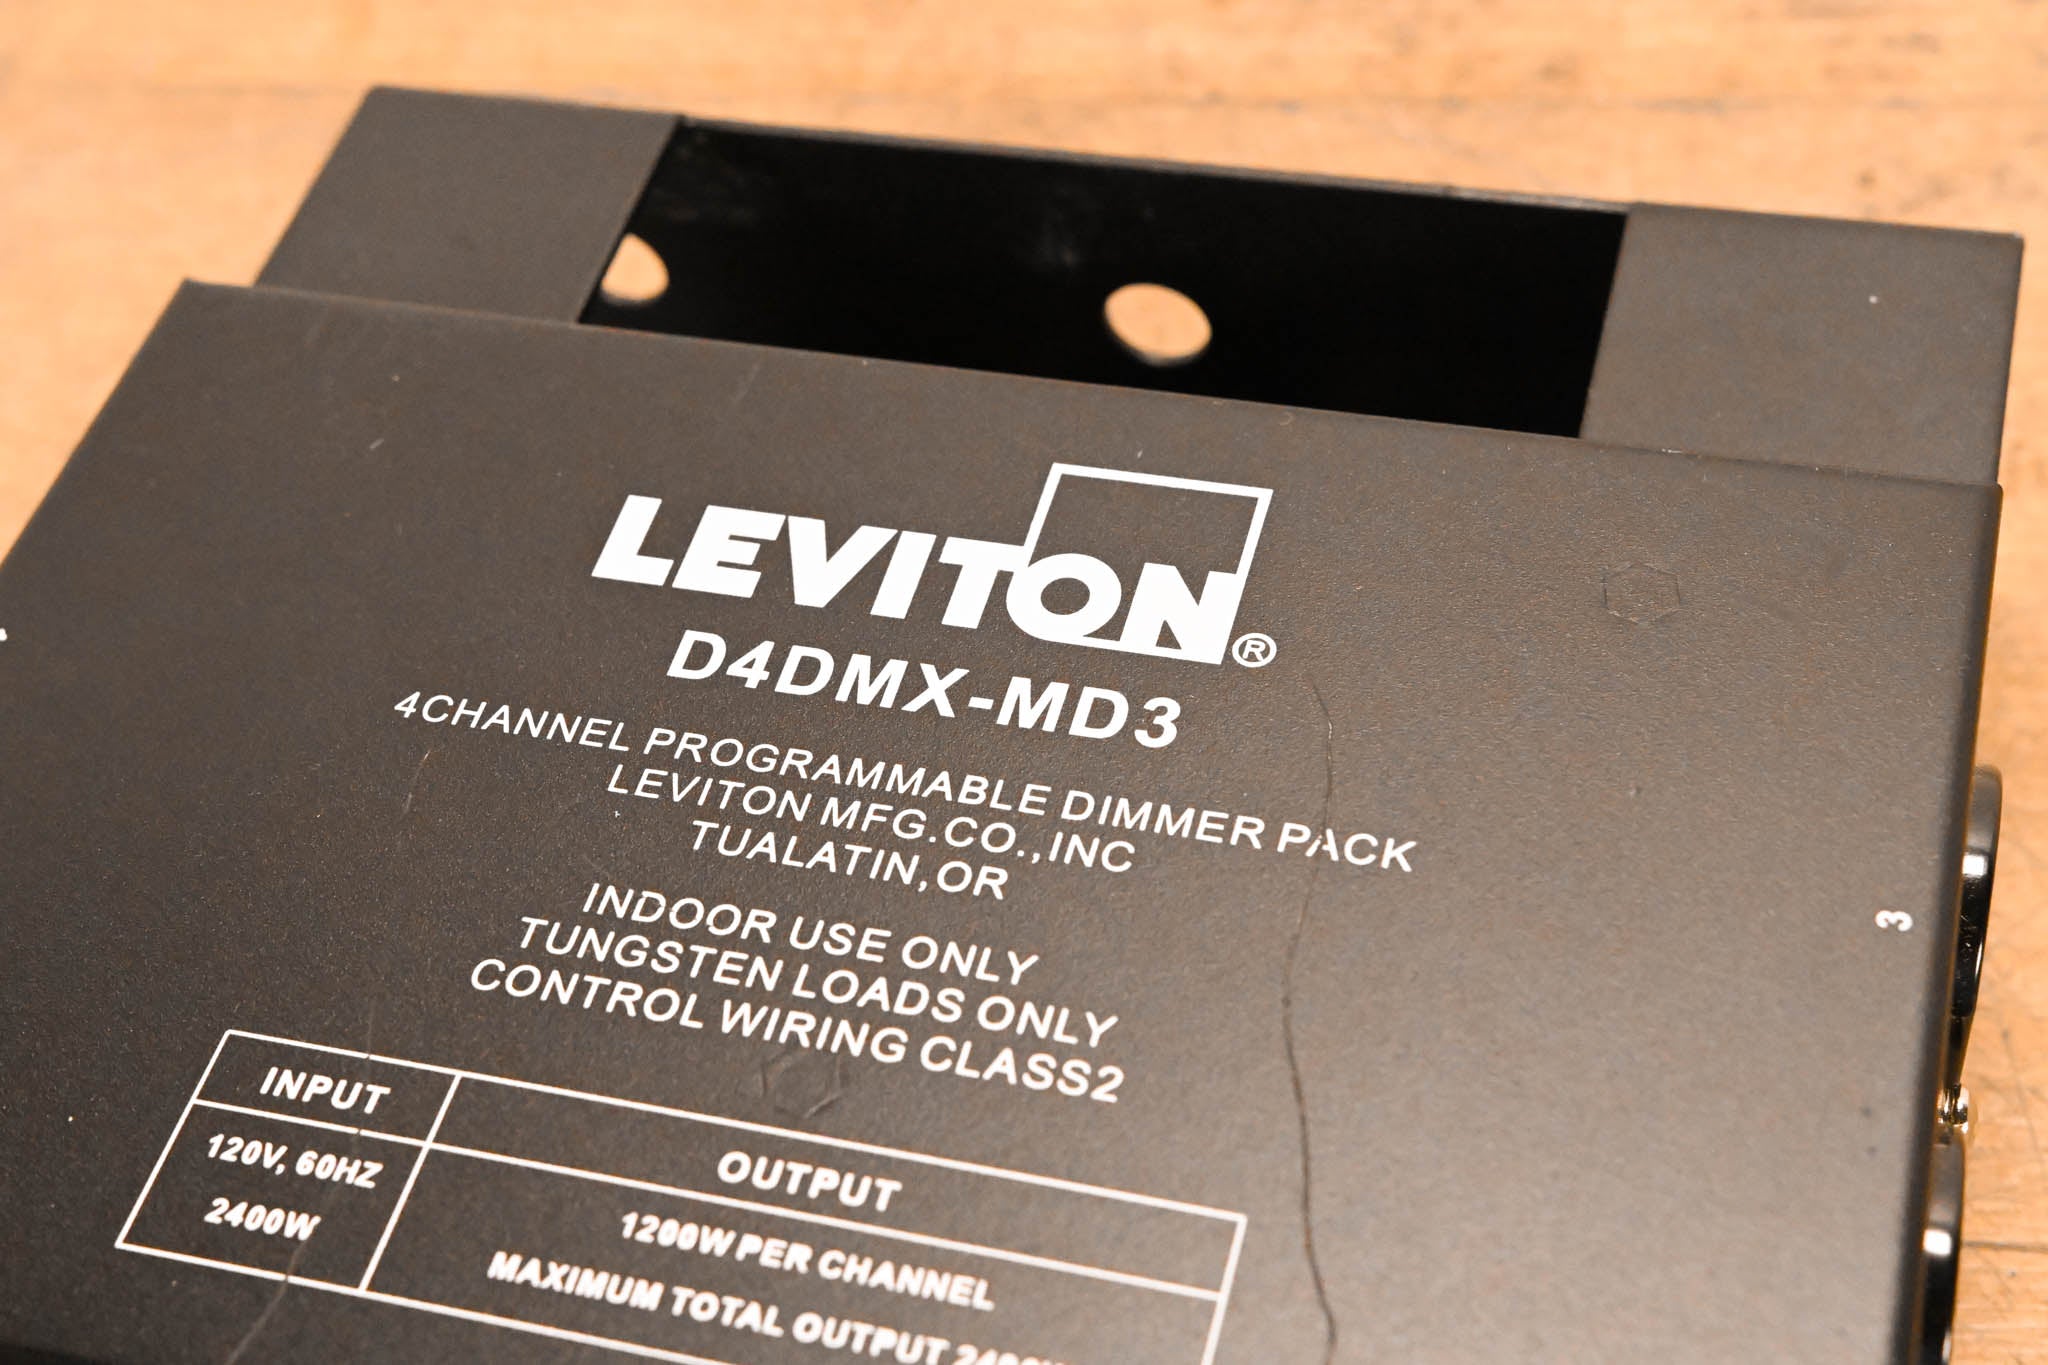 LEVITON®
D4DMX-MD3
4CHANNEL PROGRAMMABLE DIMMER PACK
LEVITON MFG.CO.,INC
TUALATIN,OR
INDOOR USE ONLY
TUNGSTEN LOADS ONLY
CONTROL WIRING CLASS2
INPUT
OUTPUT
120V, 60HZ
2400W
1200W PER CHANNEL
MAXIMUM TOTAL OUTPUT
3